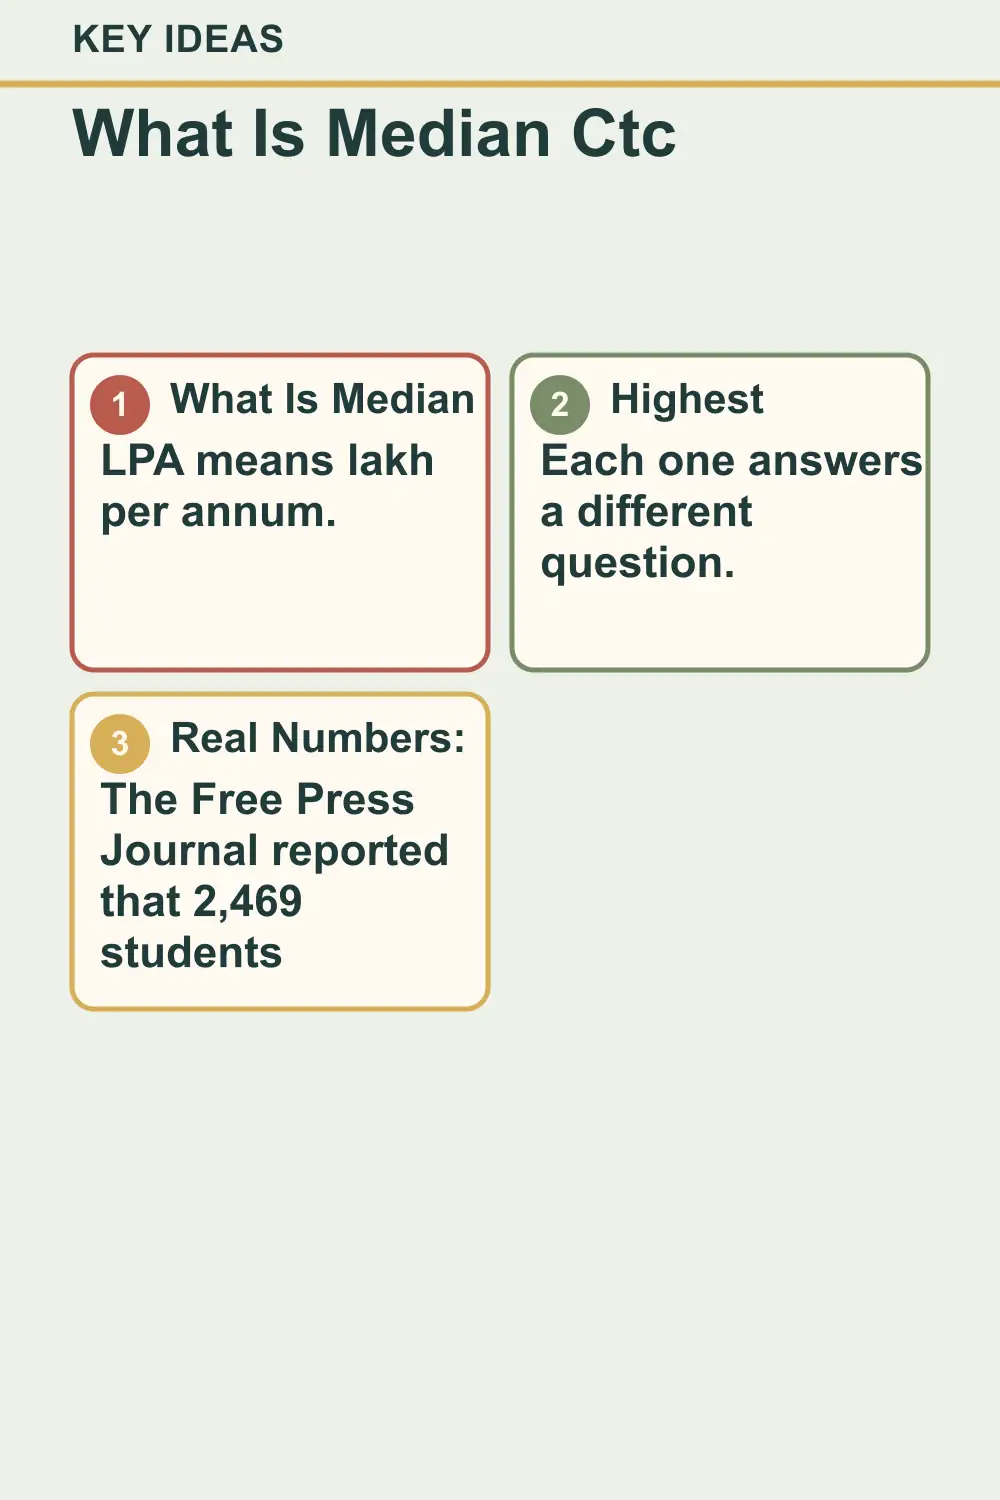 KEY IDEAS
What Is Median Ctc
1 What Is Median
LPA means lakh
per annum.
2 Highest
Each one answers
a different
question.
3 Real Numbers:
The Free Press
Journal reported
that 2,469
students